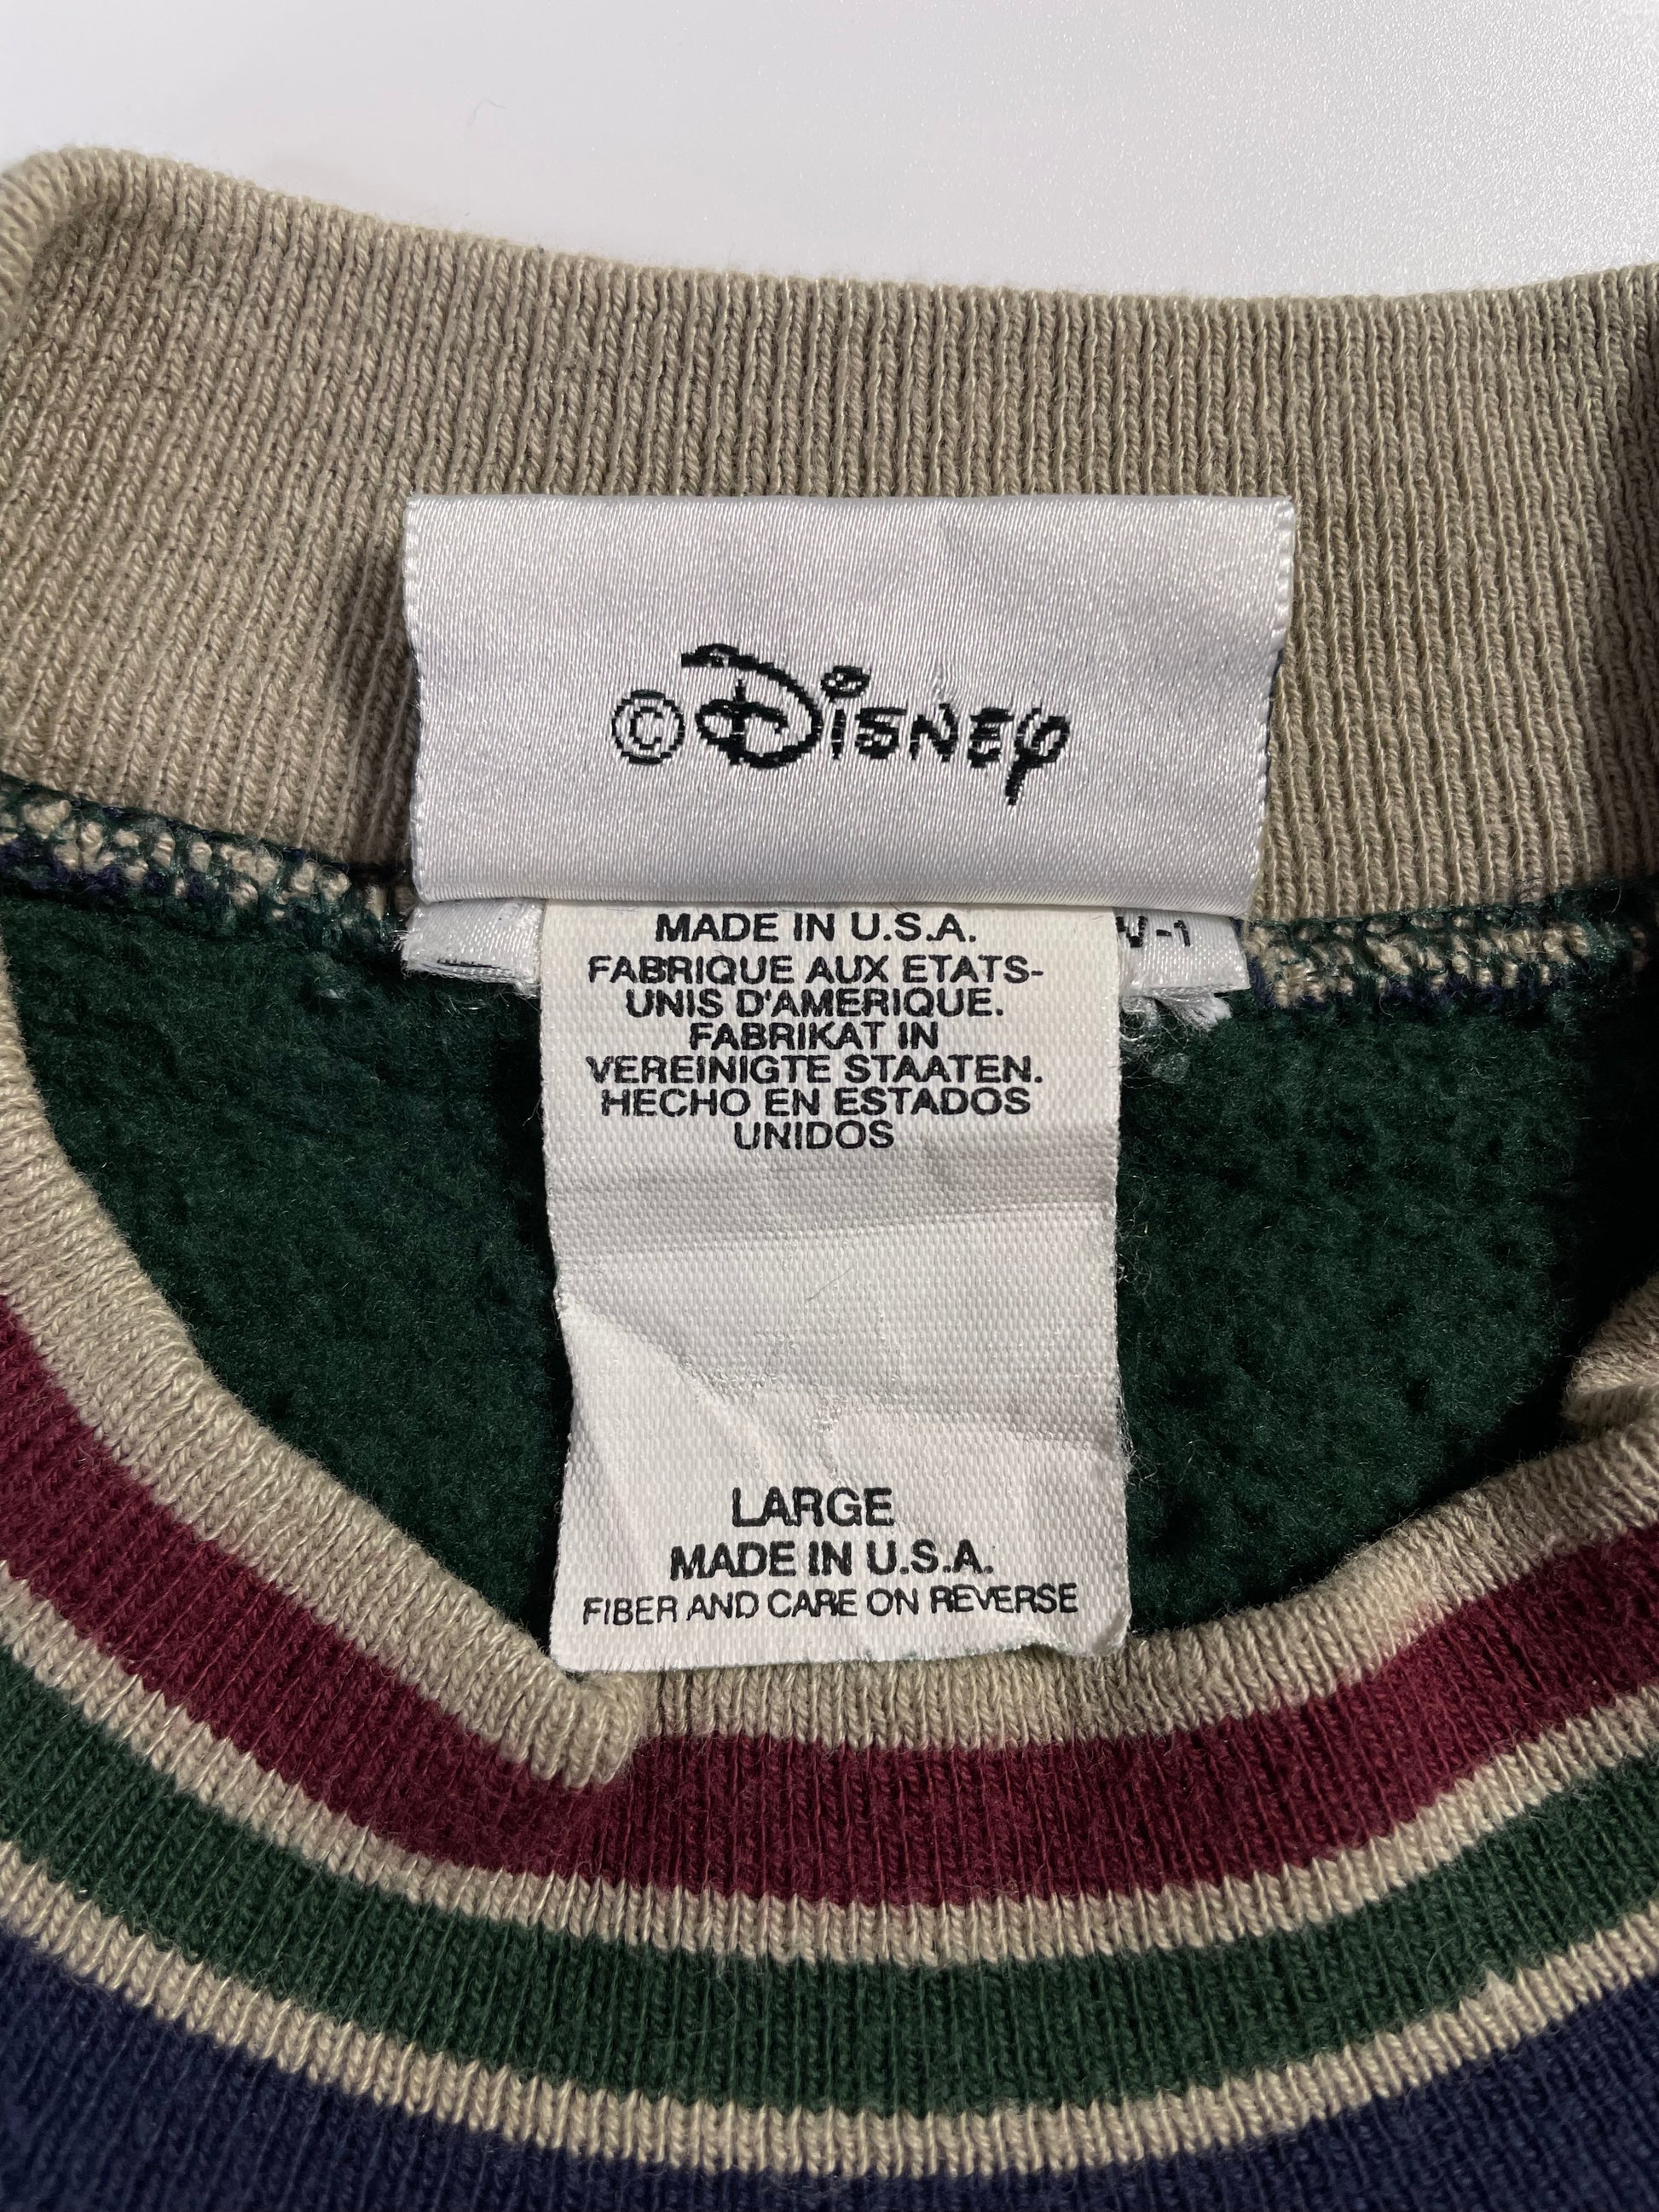 ©Disney
MADE IN U.S.A.
FABRIQUE AUX ETATS-
UNIS D'AMERIQUE.
FABRIKAT IN
VEREINIGTE STAATEN.
HECHO EN ESTADOS
UNIDOS
LARGE
MADE IN U.S.A.
FIBER AND CARE ON REVERSE